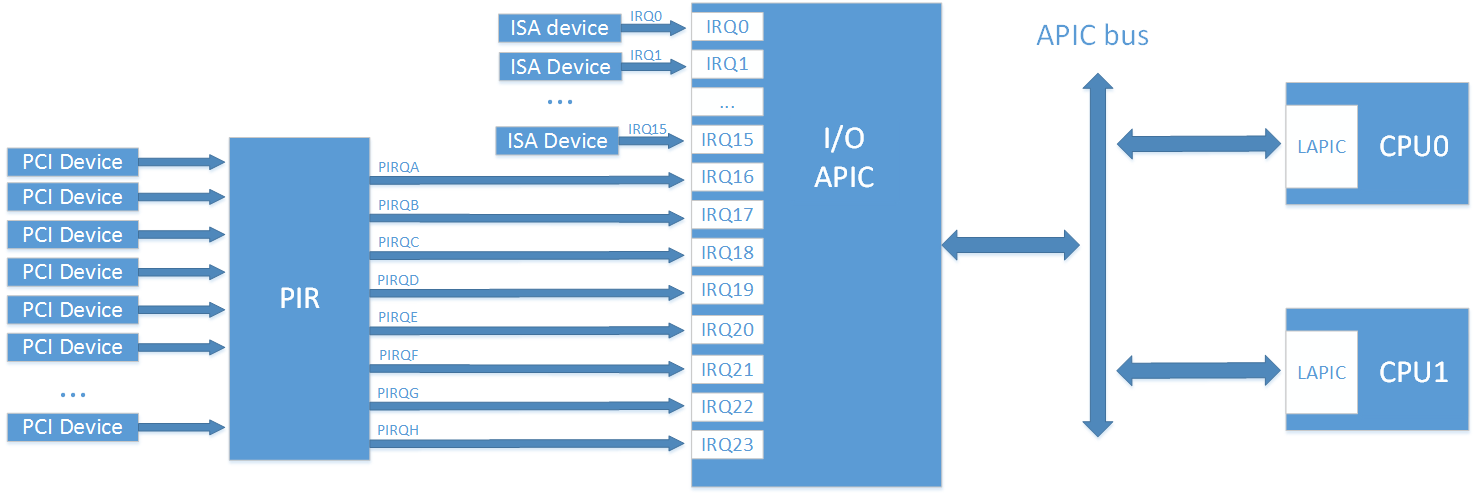 PCI Device
PCI Device
PCI Device
PCI Device
PCI Device
PCI Device
...
PCI Device
PIR
PIRQA
PIRQB
PIRQC
PIRQD
PIRQE
PIRQF
PIRQG
PIRQH
ISA device
IRQ0
ISA Device
IRQ1
...
ISA Device
IRQ15
IRQ0
IRQ1
...
IRQ15
IRQ16
IRQ17
IRQ18
IRQ19
IRQ20
IRQ21
IRQ22
IRQ23
I/O
APIC
APIC bus
LAPIC
CPU0
LAPIC
CPU1